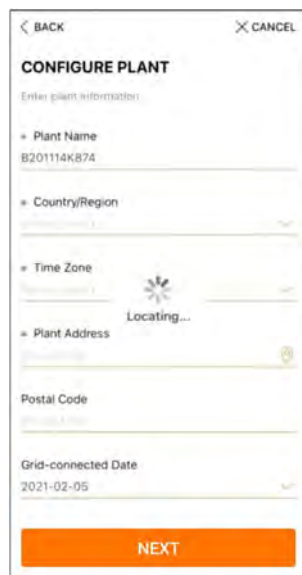 BACK
CANCEL
CONFIGURE PLANT
Enter plant information
Plant Name
B201114K874
Country/Region
Time Zone
Locating...
Plant Address
Postal Code
Grid-connected Date
2021-02-05
NEXT